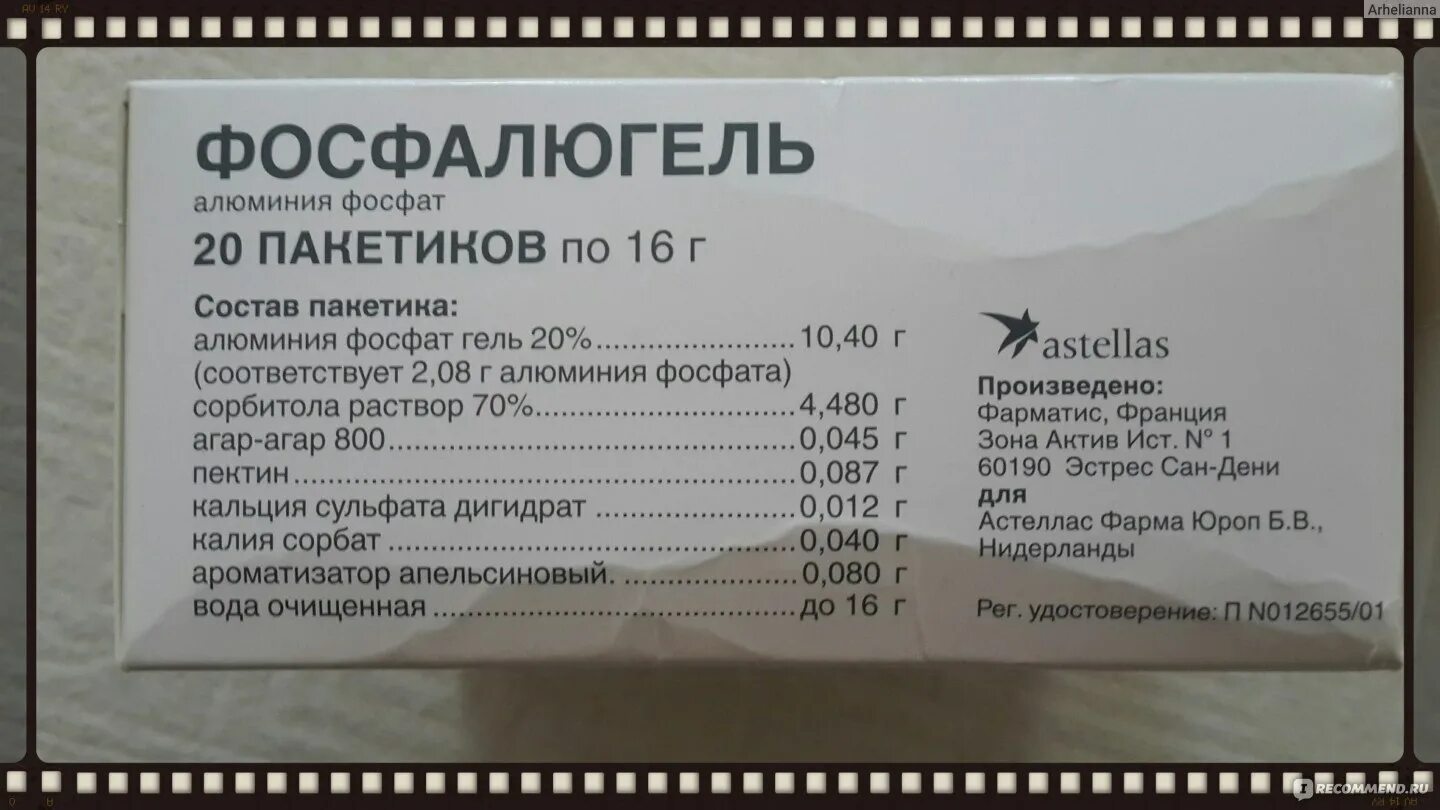 AU 14 RY
Arhelianna
ФОСФАЛЮГЕЛЬ
алюминия фосфат
20 ПАКЕТИКОВ по 16 г
Состав пакетика:
алюминия фосфат гель 20%........................10,40 г
(соответствует 2,08 г алюминия фосфата)
сорбитола раствор 70%...............................4,480 г
агар-агар 800.................................................0,045 г
пектин............................................................0,087 г
кальция сульфата дигидрат ........................0,012 г
калия сорбат .................................................0,040 г
ароматизатор апельсиновый. .....................0,080 г
вода очищенная ...........................................до 16 г
astellas
Произведено:
Фарматис, Франция
Зона Актив Ист. № 1
60190 Эстрес Сан-Дени
для
Астеллас Фарма Юроп Б.В.,
Нидерланды
Рег. удостоверение: П N012655/01
IRECOMMEND.RU